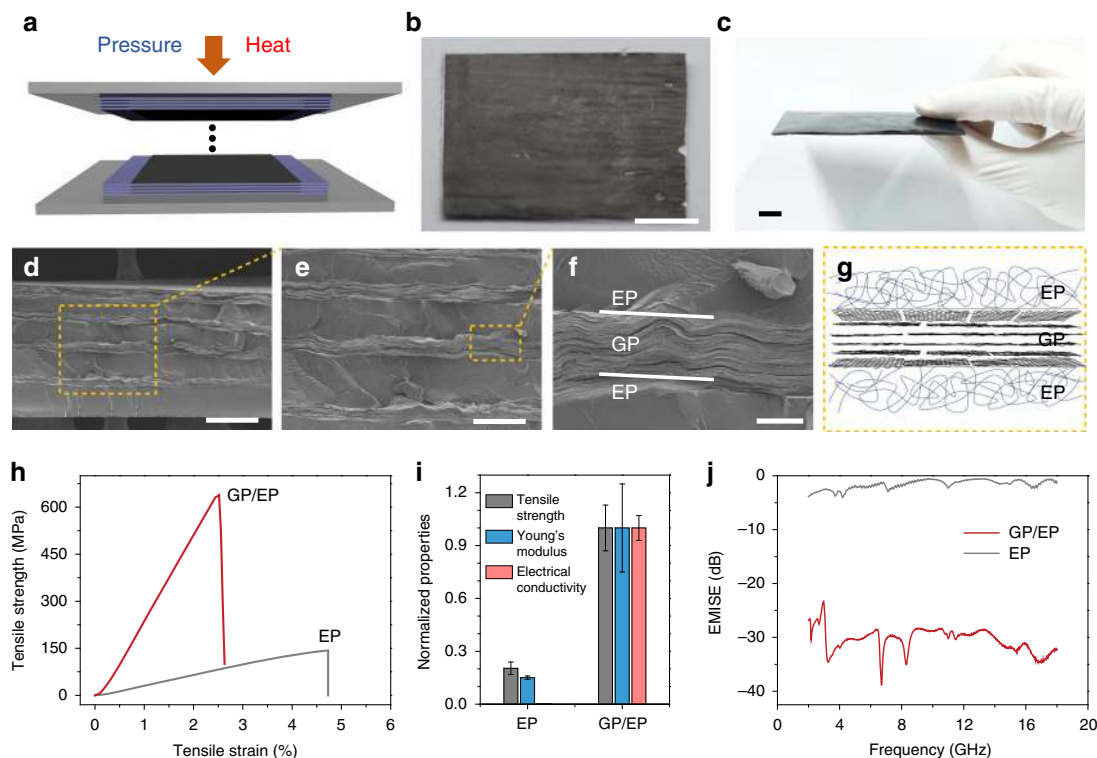 a
Pressure
Heat
b
c
d
e
f
EP
GP
EP
g
EP
GP
EP
h
600
450
300
150
0
0
1
2
3
4
5
6
GP/EP
EP
Tensile strength (MPa)
Tensile strain (%)
i
1.2
0.9
0.6
0.3
0.0
Tensile
strength
Young's
modulus
Electrical
conductivity
Normalized properties
EP
GP/EP
j
0
−10
−20
−30
−40
GP/EP
EP
EMISE (dB)
0
4
8
12
16
20
Frequency (GHz)